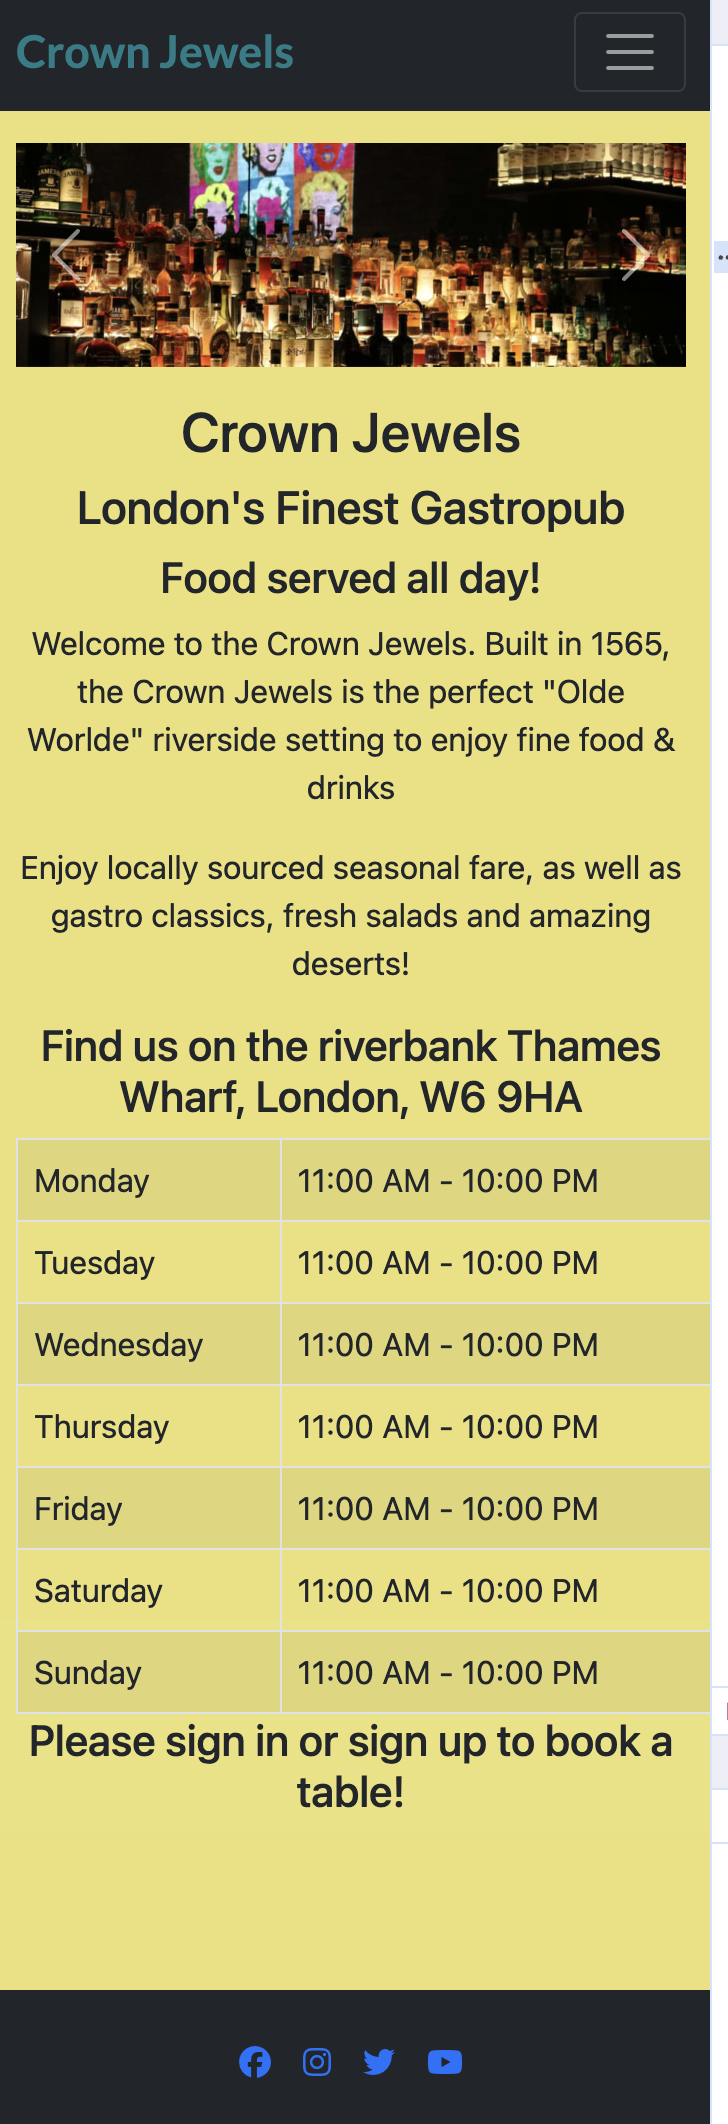 Crown Jewels
Crown Jewels
London's Finest Gastropub
Food served all day!
Welcome to the Crown Jewels. Built in 1565,
the Crown Jewels is the perfect "Olde
Worlde" riverside setting to enjoy fine food &
drinks
Enjoy locally sourced seasonal fare, as well as
gastro classics, fresh salads and amazing
deserts!
Find us on the riverbank Thames
Wharf, London, W6 9HA
Monday 11:00 AM - 10:00 PM
Tuesday 11:00 AM - 10:00 PM
Wednesday 11:00 AM - 10:00 PM
Thursday 11:00 AM - 10:00 PM
Friday 11:00 AM - 10:00 PM
Saturday 11:00 AM - 10:00 PM
Sunday 11:00 AM - 10:00 PM
Please sign in or sign up to book a
table!